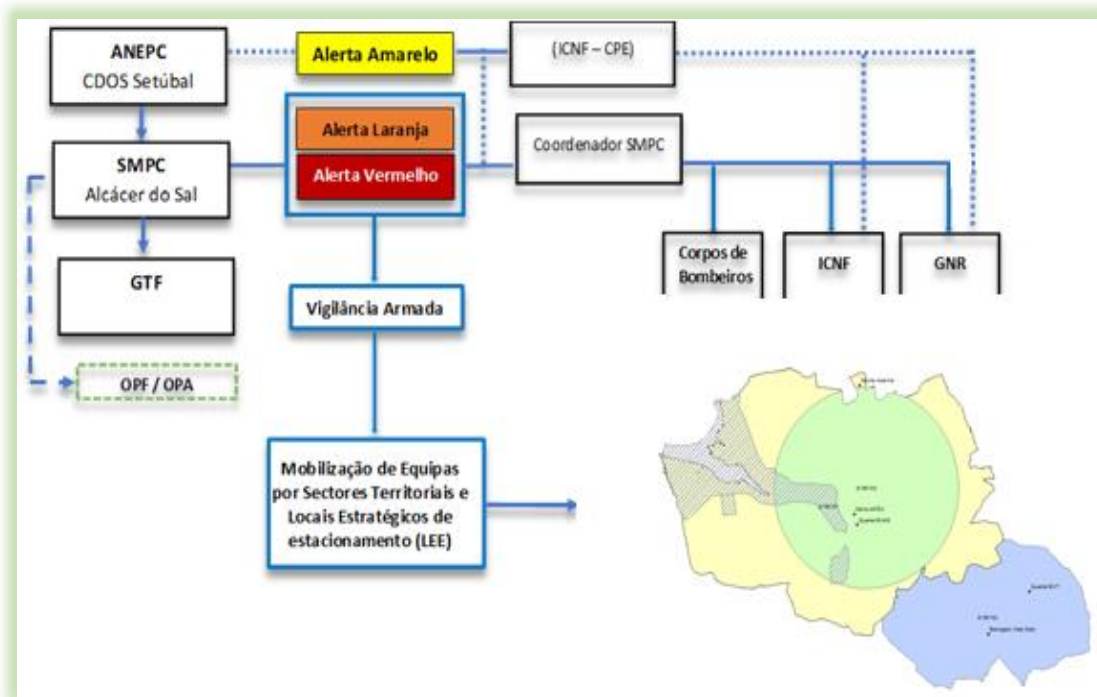 ANEPC
CDOS Setúbal
Alerta Amarelo
(ICNF – CPE)
Alerta Laranja
Alerta Vermelho
Coordenador SMPC
SMPC
Alcácer do Sal
GTF
Corpos de
Bombeiros
ICNF
GNR
Vigilância Armada
OPF / OPA
Mobilização de Equipas
por Sectores Territoriais e
Locais Estratégicos de
estacionamento (LEE)